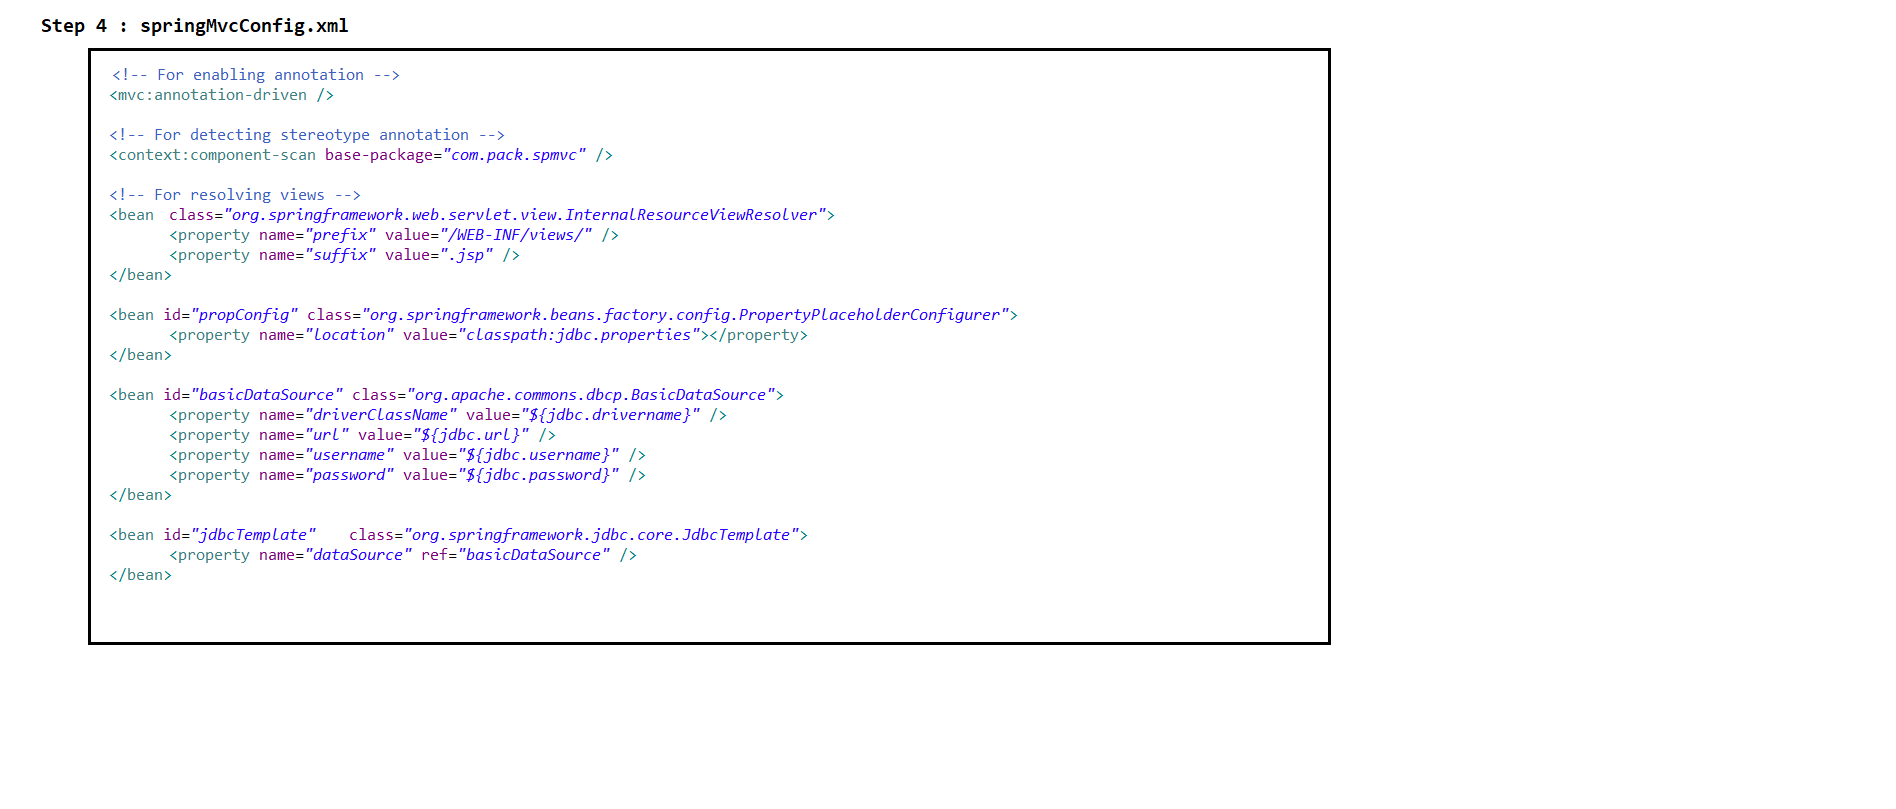 Step 4 : springMvcConfig.xml
<!-- For enabling annotation -->
<mvc:annotation-driven />
<!-- For detecting stereotype annotation -->
<context:component-scan base-package="com.pack.spmvc" />
<!-- For resolving views -->
<bean class="org.springframework.web.servlet.view.InternalResourceViewResolver">
<property name="prefix" value="/WEB-INF/views/" />
<property name="suffix" value=".jsp" />
</bean>
<bean id="propConfig" class="org.springframework.beans.factory.config.PropertyPlaceholderConfigurer">
<property name="location" value="classpath:jdbc.properties"></property>
</bean>
<bean id="basicDataSource" class="org.apache.commons.dbcp.BasicDataSource">
<property name="driverClassName" value="${jdbc.drivername}" />
<property name="url" value="${jdbc.url}" />
<property name="username" value="${jdbc.username}" />
<property name="password" value="${jdbc.password}" />
</bean>
<bean id="jdbcTemplate" class="org.springframework.jdbc.core.JdbcTemplate">
<property name="dataSource" ref="basicDataSource" />
</bean>